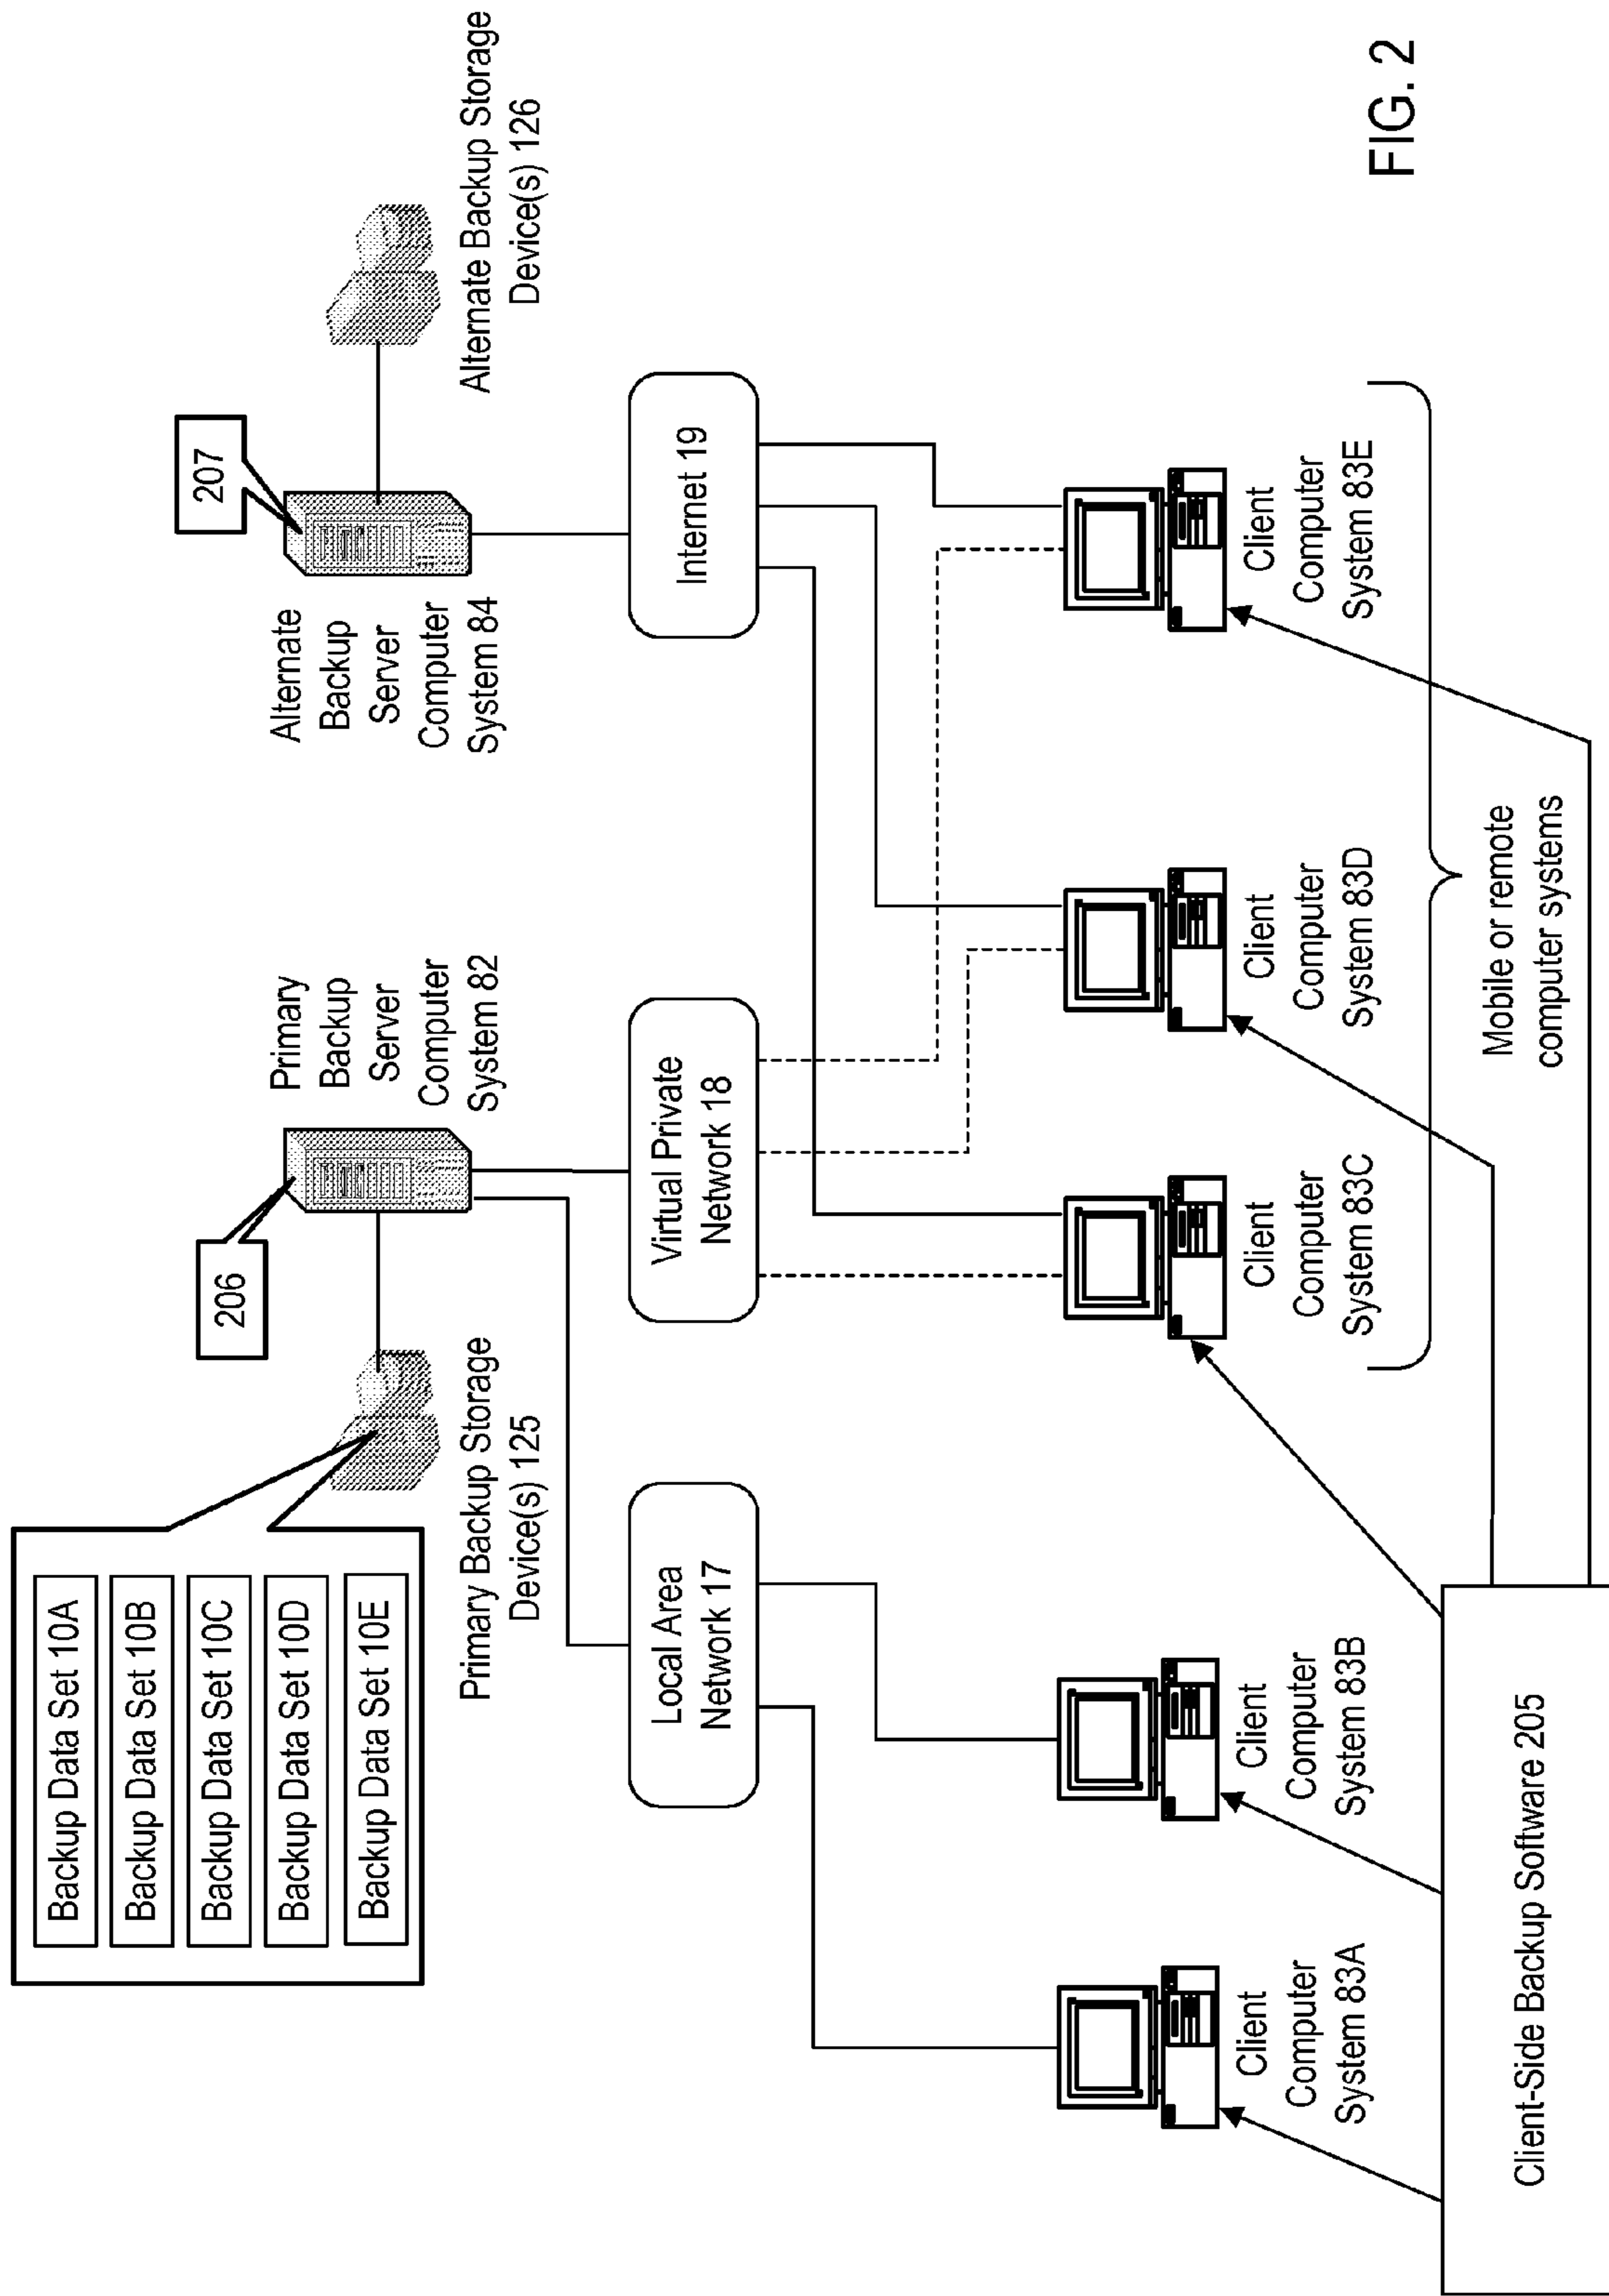 Backup Data Set 10A
Backup Data Set 10B
Backup Data Set 10C
Backup Data Set 10D
Backup Data Set 10E
206
207
Primary Backup Storage
Device(s) 125
Primary
Backup
Server
Computer
System 82
Alternate
Backup
Server
Computer
System 84
Alternate Backup Storage
Device(s) 126
Local Area
Network 17
Virtual Private
Network 18
Internet 19
Client
Computer
System 83A
Client
Computer
System 83B
Client
Computer
System 83C
Client
Computer
System 83D
Client
Computer
System 83E
Mobile or remote
computer systems
Client-Side Backup Software 205
FIG. 2